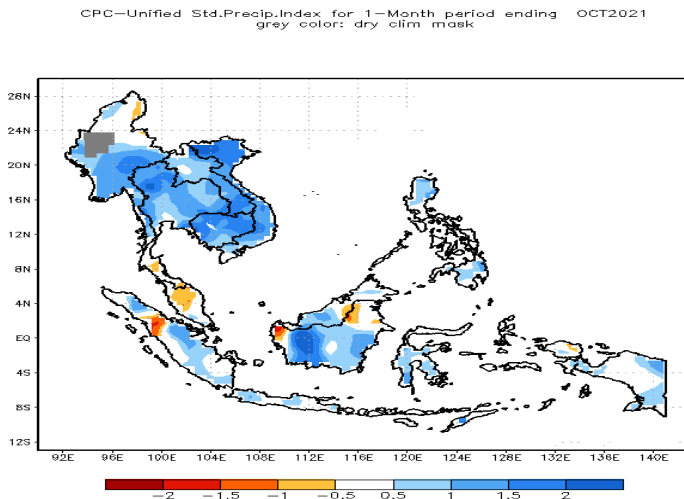 CPC-Unified Std.Precip.Index for 1-Month period ending OCT2021
grey color: dry clim mask
28N
24N
20N
16N
12N
8N
4N
EQ
4S
8S
12S
92E 96E 100E 104E 108E 112E 116E 120E 124E 128E 132E 136E 140E
-2 -1.5 -1 -0.5 0.5 1 1.5 2